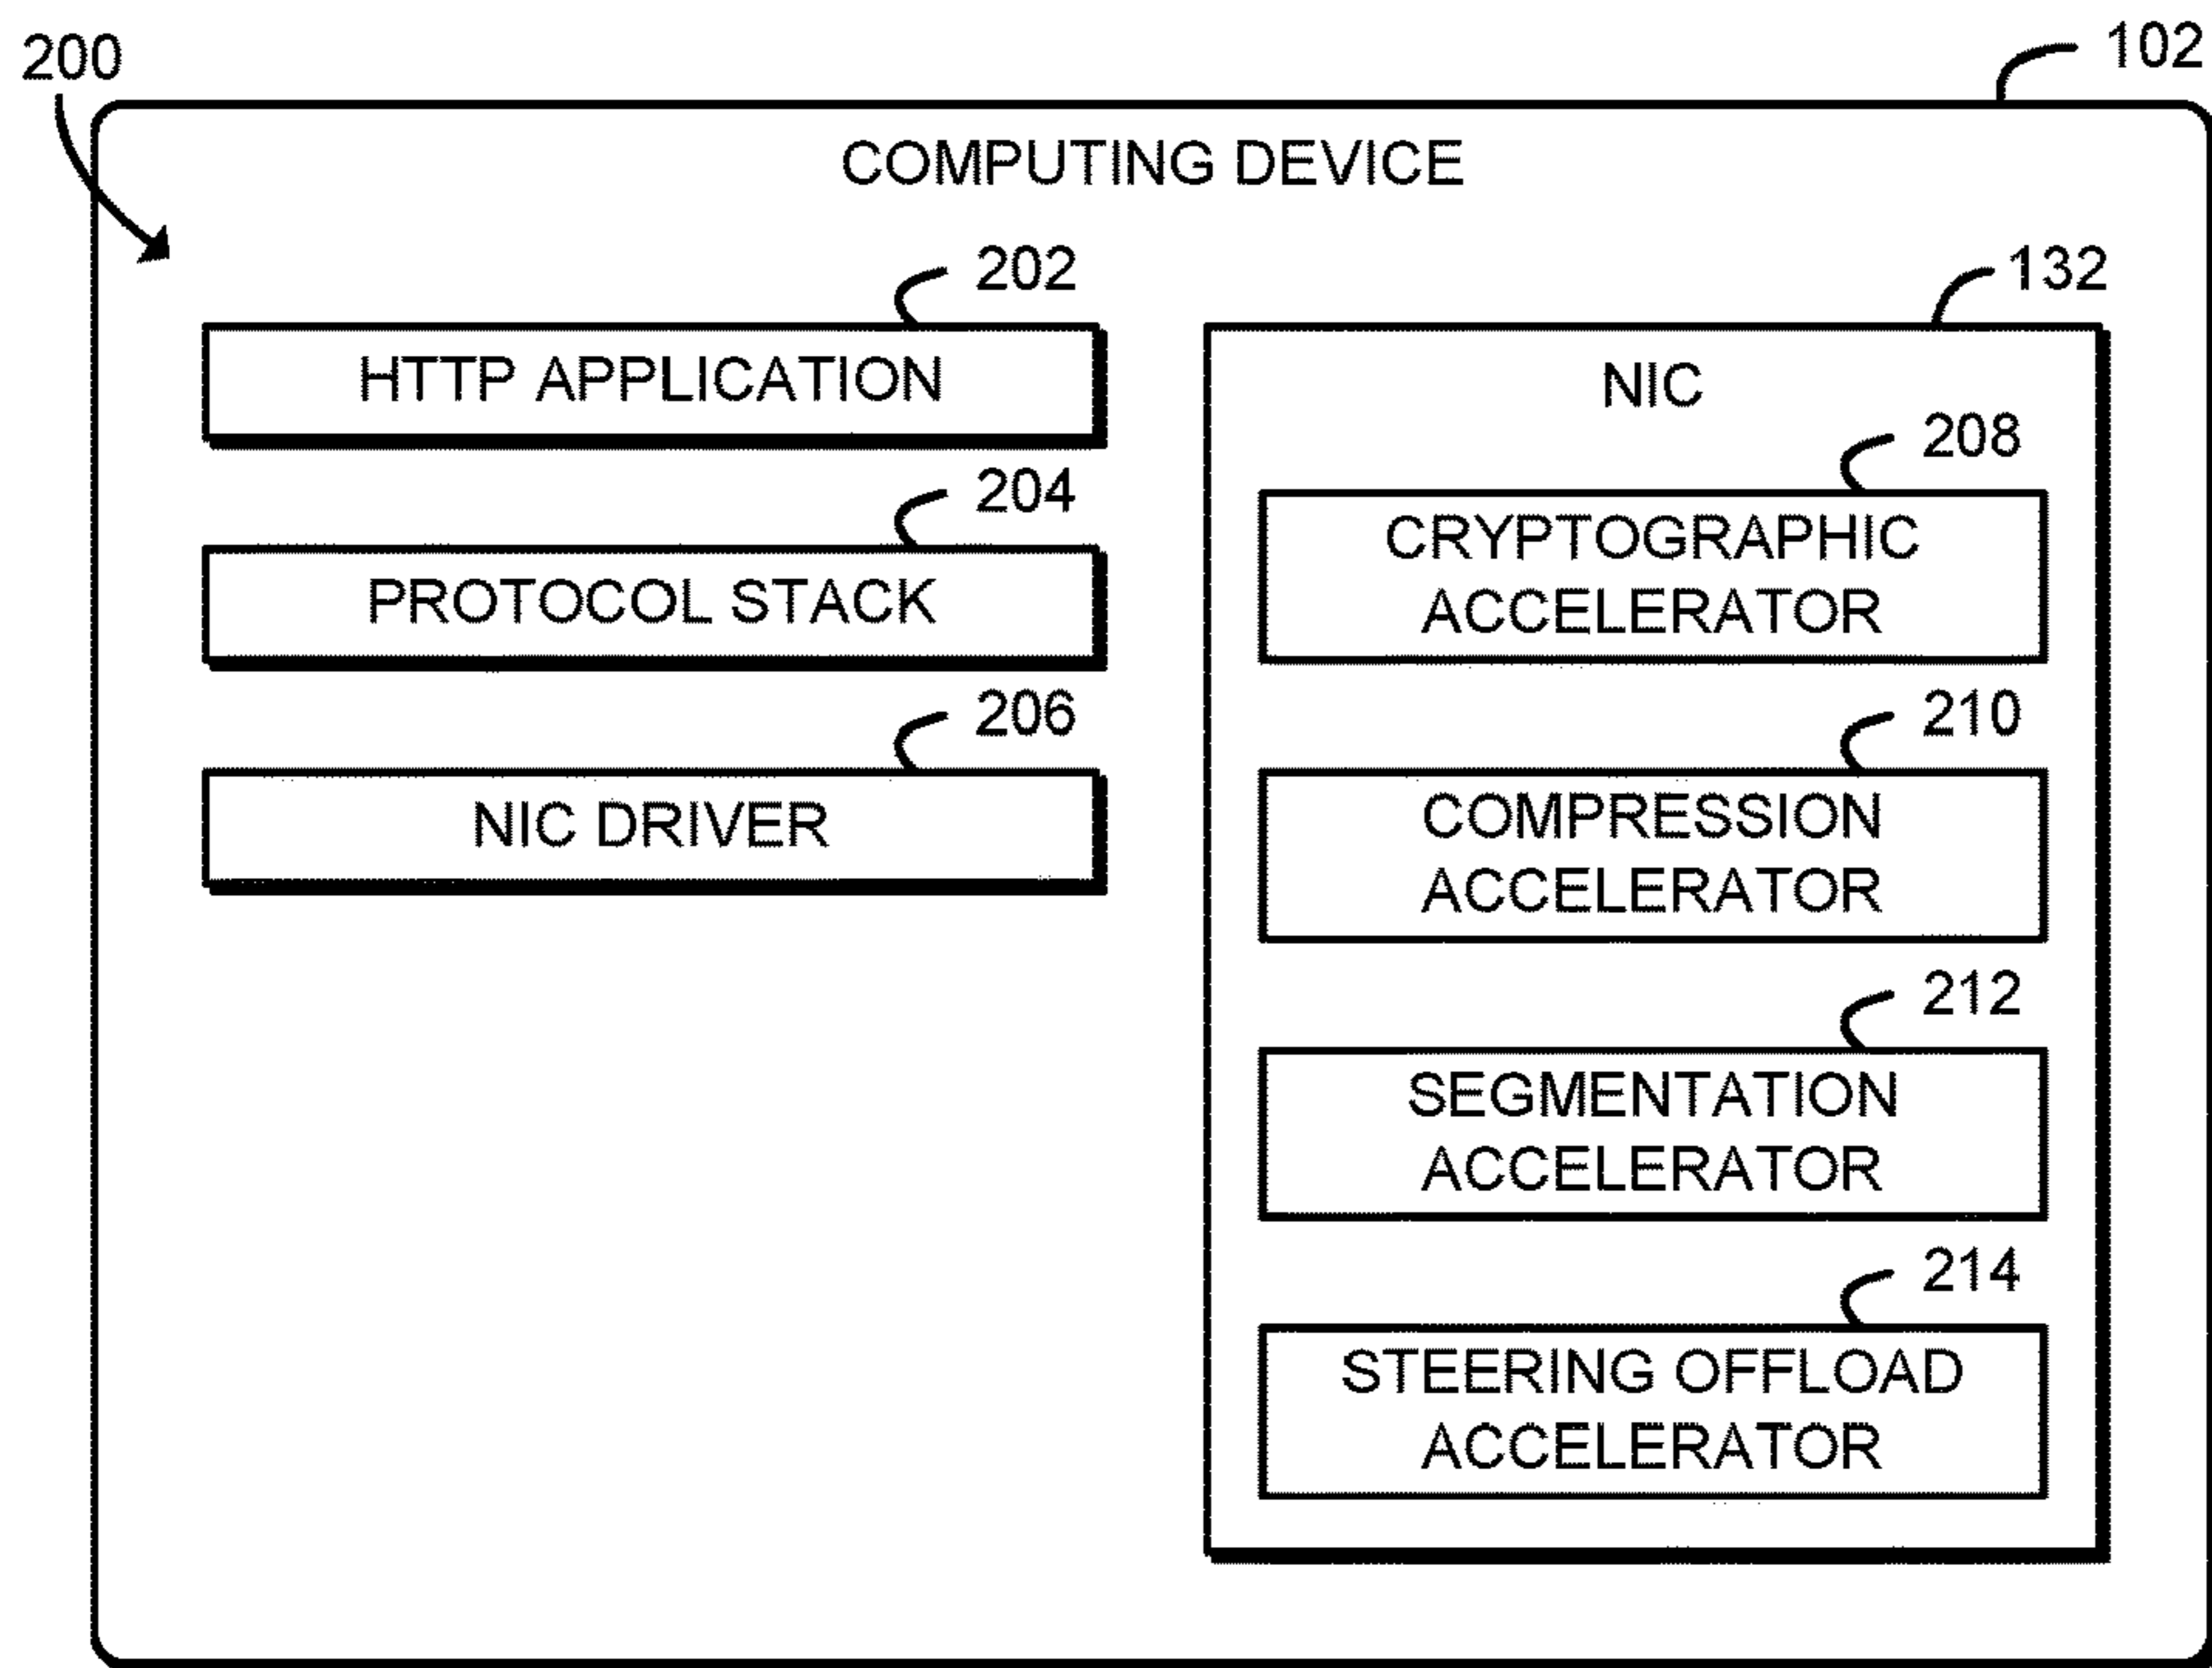 200
102
COMPUTING DEVICE
202
HTTP APPLICATION
204
PROTOCOL STACK
206
NIC DRIVER
132
NIC
208
CRYPTOGRAPHIC
ACCELERATOR
210
COMPRESSION
ACCELERATOR
212
SEGMENTATION
ACCELERATOR
214
STEERING OFFLOAD
ACCELERATOR